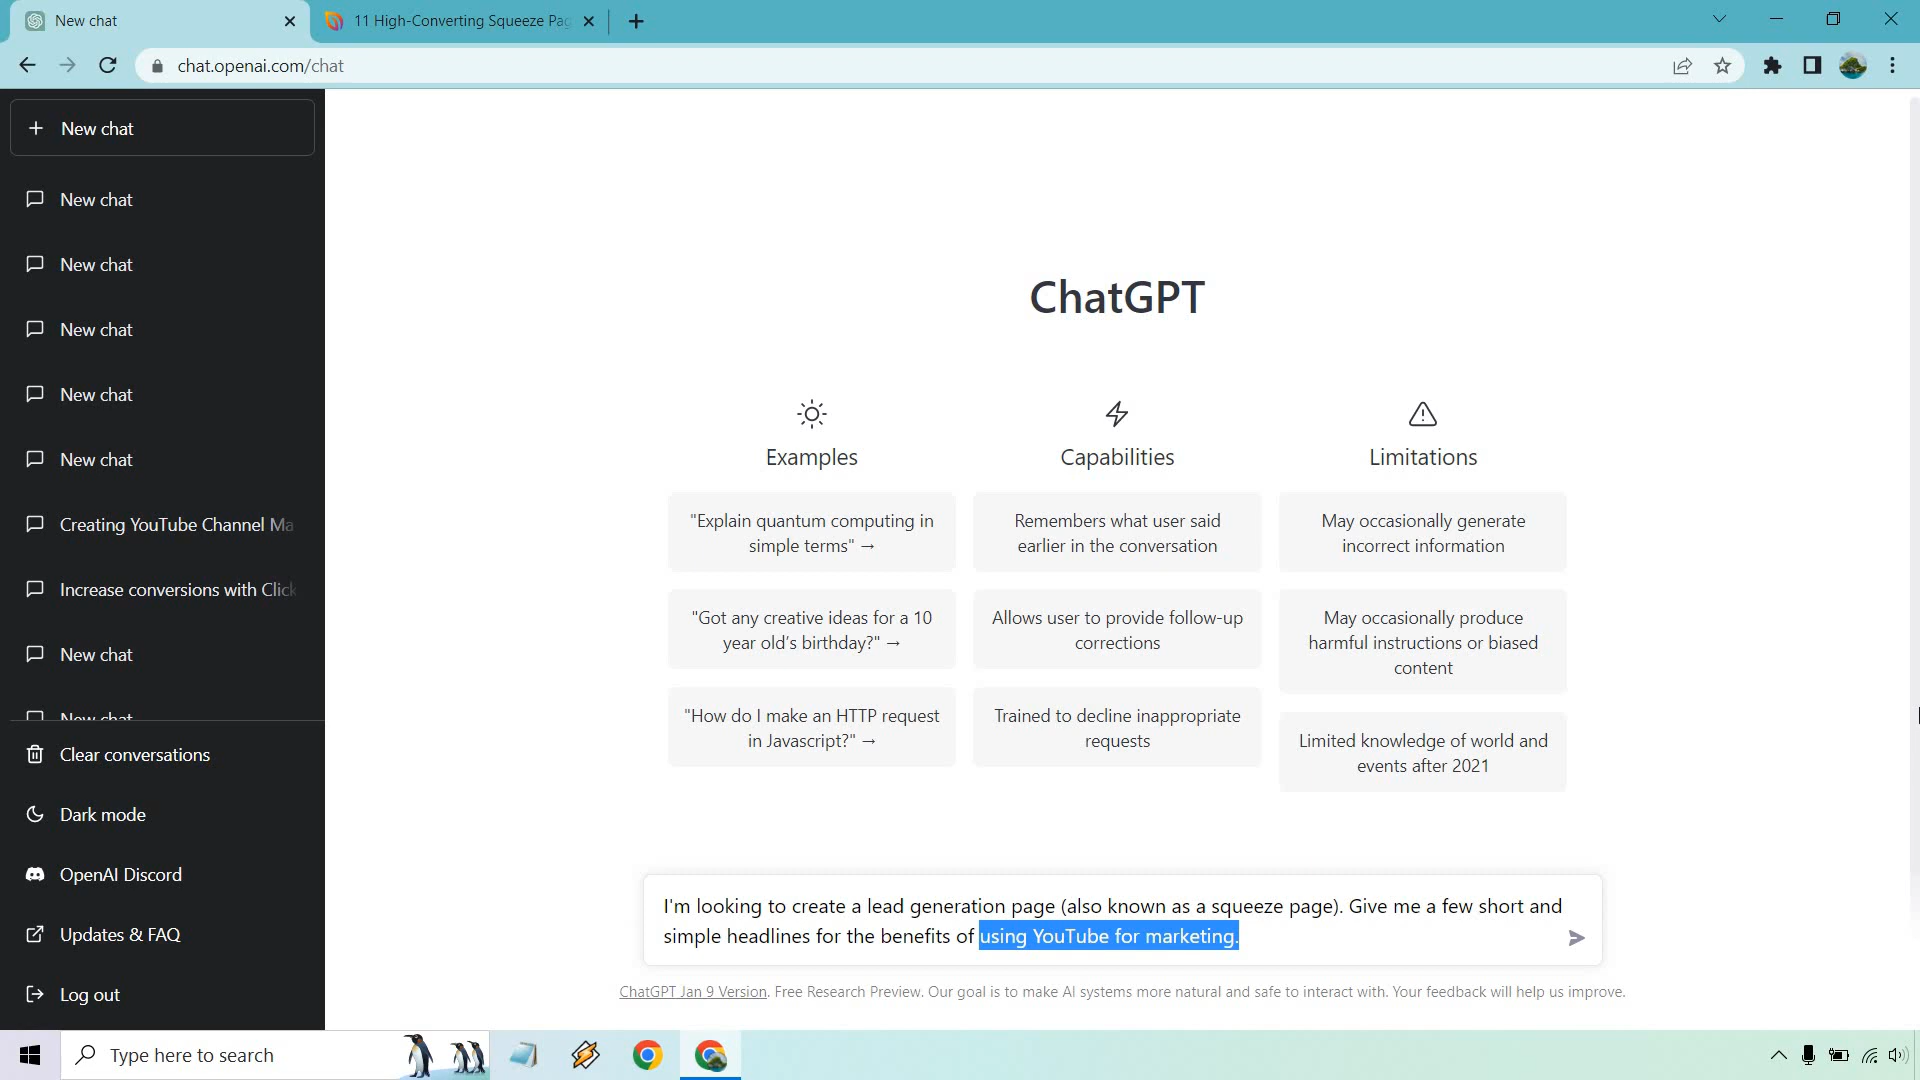 New chat
11 High-Converting Squeeze Pag
chat.openai.com/chat
New chat
New chat
New chat
New chat
New chat
New chat
Creating YouTube Channel Ma
Increase conversions with Click
New chat
New chat
Clear conversations
Dark mode
OpenAI Discord
Updates & FAQ
Log out
ChatGPT
Examples
"Explain quantum computing in
simple terms" →
"Got any creative ideas for a 10
year old's birthday?" →
"How do I make an HTTP request
in Javascript?" →
Capabilities
Remembers what user said
earlier in the conversation
Allows user to provide follow-up
corrections
Trained to decline inappropriate
requests
Limitations
May occasionally generate
incorrect information
May occasionally produce
harmful instructions or biased
content
Limited knowledge of world and
events after 2021
I'm looking to create a lead generation page (also known as a squeeze page). Give me a few short and
simple headlines for the benefits of using YouTube for marketing.
ChatGPT Jan 9 Version. Free Research Preview. Our goal is to make AI systems more natural and safe to interact with. Your feedback will help us improve.
Type here to search